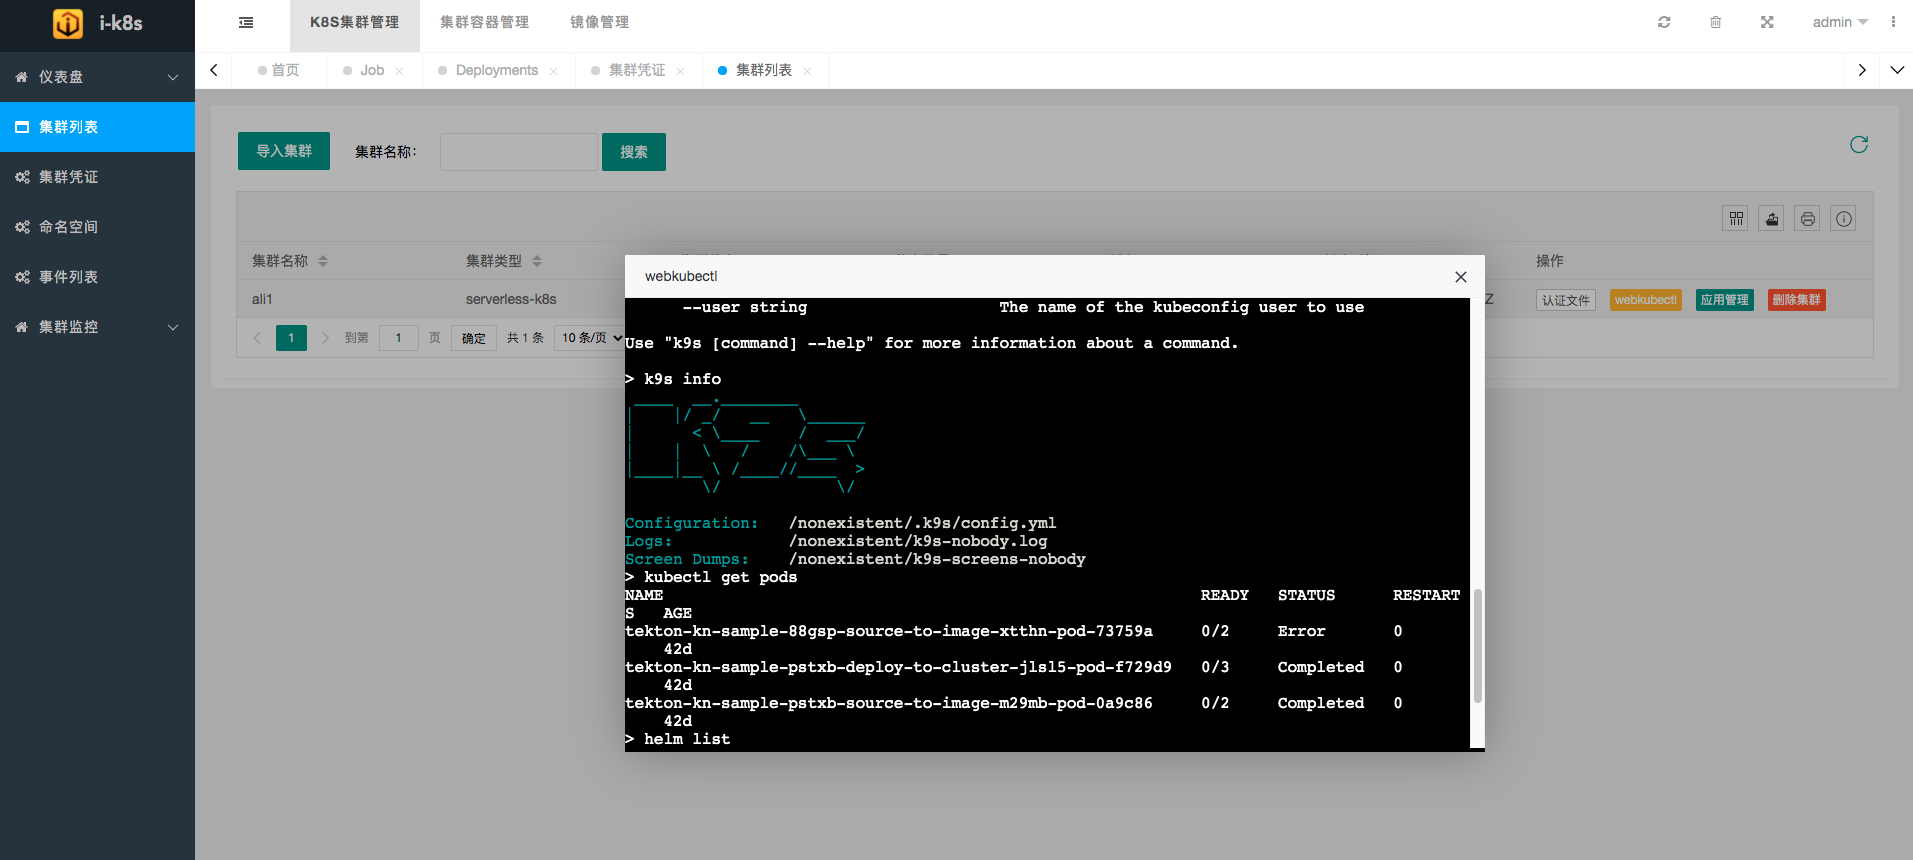 i-k8s
K8S集群管理 集群容器管理 镜像管理 admin
仪表盘
集群列表
集群凭证
命名空间
事件列表
集群监控
首页 Job Deployments 集群凭证 集群列表
导入集群 集群名称： 搜索
集群名称 集群类型 操作
ali1 serverless-k8s Z 认证文件 webkubectl 应用管理 删除集群
1 到第 1 页 确定 共 1 条 10 条/页
webkubectl
--user string The name of the kubeconfig user to use
Use "k9s [command] --help" for more information about a command.
> k9s info
Configuration: /nonexistent/.k9s/config.yml
Logs: /nonexistent/k9s-nobody.log
Screen Dumps: /nonexistent/k9s-screens-nobody
> kubectl get pods
NAME READY STATUS RESTART
S AGE
tekton-kn-sample-88gsp-source-to-image-xtthn-pod-73759a 0/2 Error 0
42d
tekton-kn-sample-pstxb-deploy-to-cluster-jlsl5-pod-f729d9 0/3 Completed 0
42d
tekton-kn-sample-pstxb-source-to-image-m29mb-pod-0a9c86 0/2 Completed 0
42d
> helm list